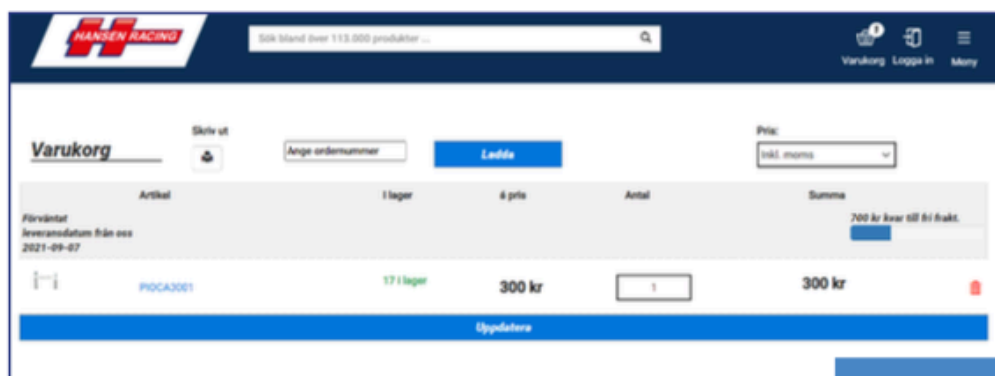 HANSEN RACING
Sök bland över 113.000 produkter ...
Varukorg Logga in Meny
Varukorg
Skriv ut
Ange ordernummer
Ladda
Pris:
Inkl. moms
Artikel I lager á pris Antal Summa
Förväntat
leveransdatum från oss
2021-09-07
700 kr kvar till fri frakt.
PIOCA3001 17 I lager 300 kr 1 300 kr
Uppdatera